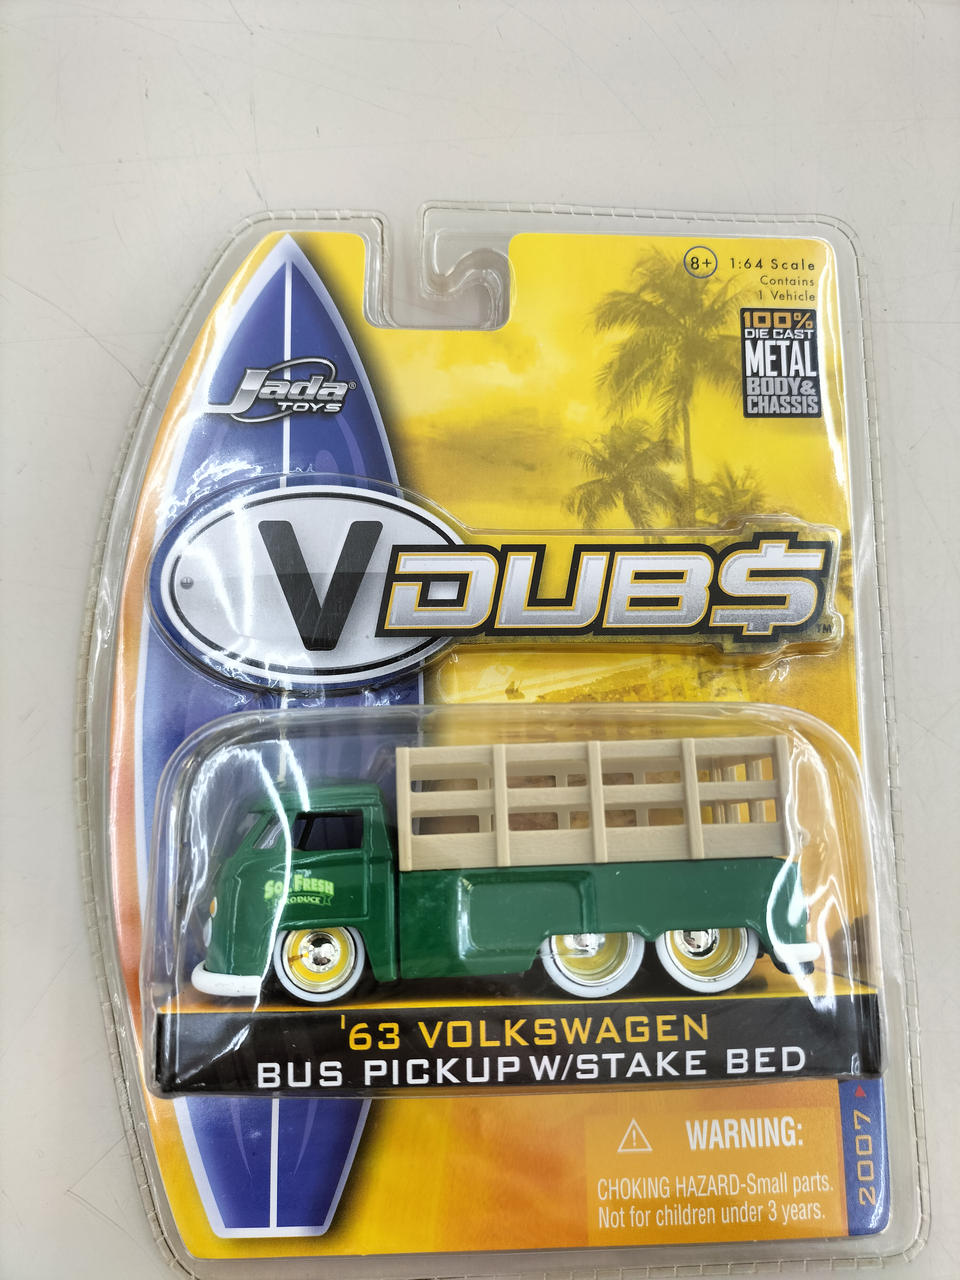 8+ 1:64 Scale
Contains
1 Vehicle
100%
DIE CAST
METAL
BODY&
CHASSIS
Jada®
TOYS
V DUB$™
SOL FRESH
PRODUCE
'63 VOLKSWAGEN
BUS PICKUP W/STAKE BED
WARNING:
CHOKING HAZARD-Small parts.
Not for children under 3 years.
2007